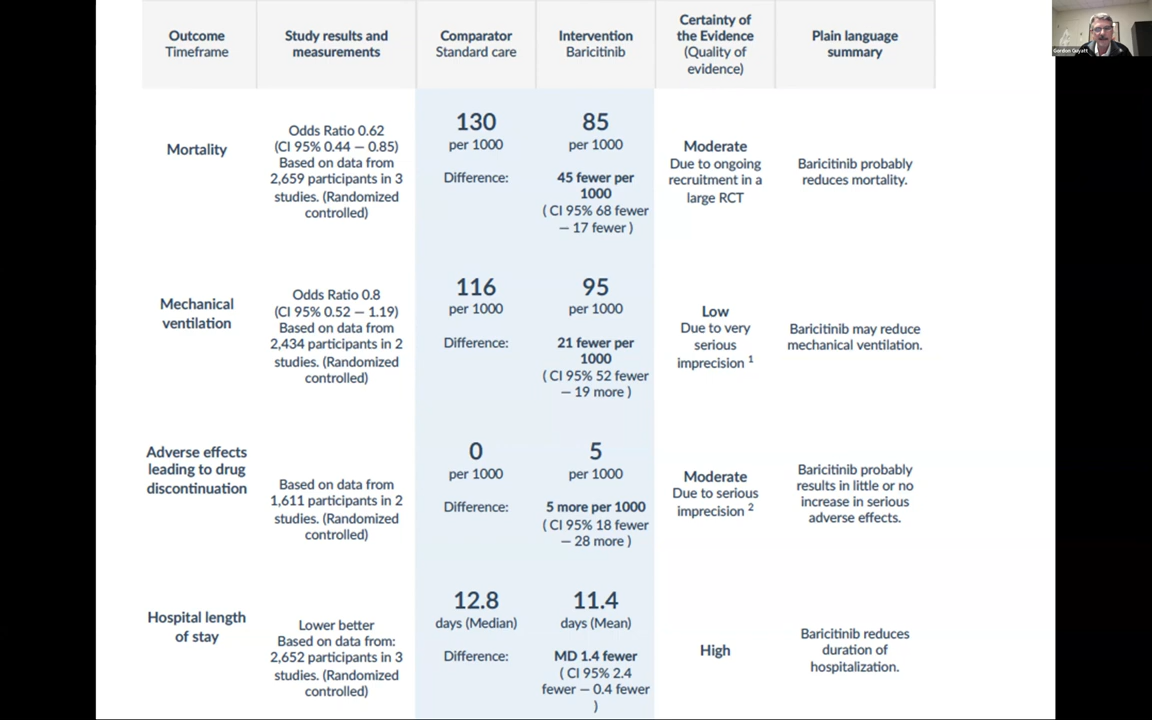 Outcome
Timeframe
Study results and
measurements
Comparator
Standard care
Intervention
Baricitinib
Certainty of
the Evidence
(Quality of
evidence)
Plain language
summary
Gordon Guyatt
Mortality
Odds Ratio 0.62
(CI 95% 0.44 — 0.85)
Based on data from
2,659 participants in 3
studies. (Randomized
controlled)
130
per 1000
Difference:
85
per 1000
45 fewer per
1000
( CI 95% 68 fewer
— 17 fewer )
Moderate
Due to ongoing
recruitment in a
large RCT
Baricitinib probably
reduces mortality.
Mechanical
ventilation
Odds Ratio 0.8
(CI 95% 0.52 — 1.19)
Based on data from
2,434 participants in 2
studies. (Randomized
controlled)
116
per 1000
Difference:
95
per 1000
21 fewer per
1000
( CI 95% 52 fewer
— 19 more )
Low
Due to very
serious
imprecision 1
Baricitinib may reduce
mechanical ventilation.
Adverse effects
leading to drug
discontinuation
Based on data from
1,611 participants in 2
studies. (Randomized
controlled)
0
per 1000
Difference:
5
per 1000
5 more per 1000
( CI 95% 18 fewer
— 28 more )
Moderate
Due to serious
imprecision 2
Baricitinib probably
results in little or no
increase in serious
adverse effects.
Hospital length
of stay
Lower better
Based on data from:
2,652 participants in 3
studies. (Randomized
controlled)
12.8
days (Median)
Difference:
11.4
days (Mean)
MD 1.4 fewer
( CI 95% 2.4
fewer — 0.4 fewer
)
High
Baricitinib reduces
duration of
hospitalization.